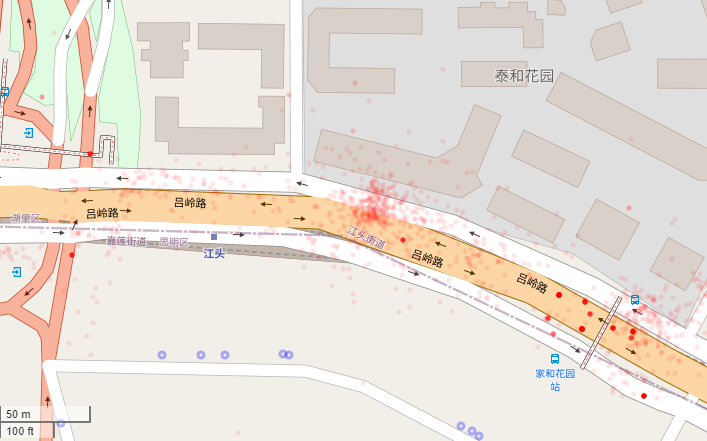 泰和花园
吕岭路
吕岭路
湖里区
嘉莲街道
思明区
江头
江头街道
吕岭路
吕岭路
家和花园
站
50 m
100 ft